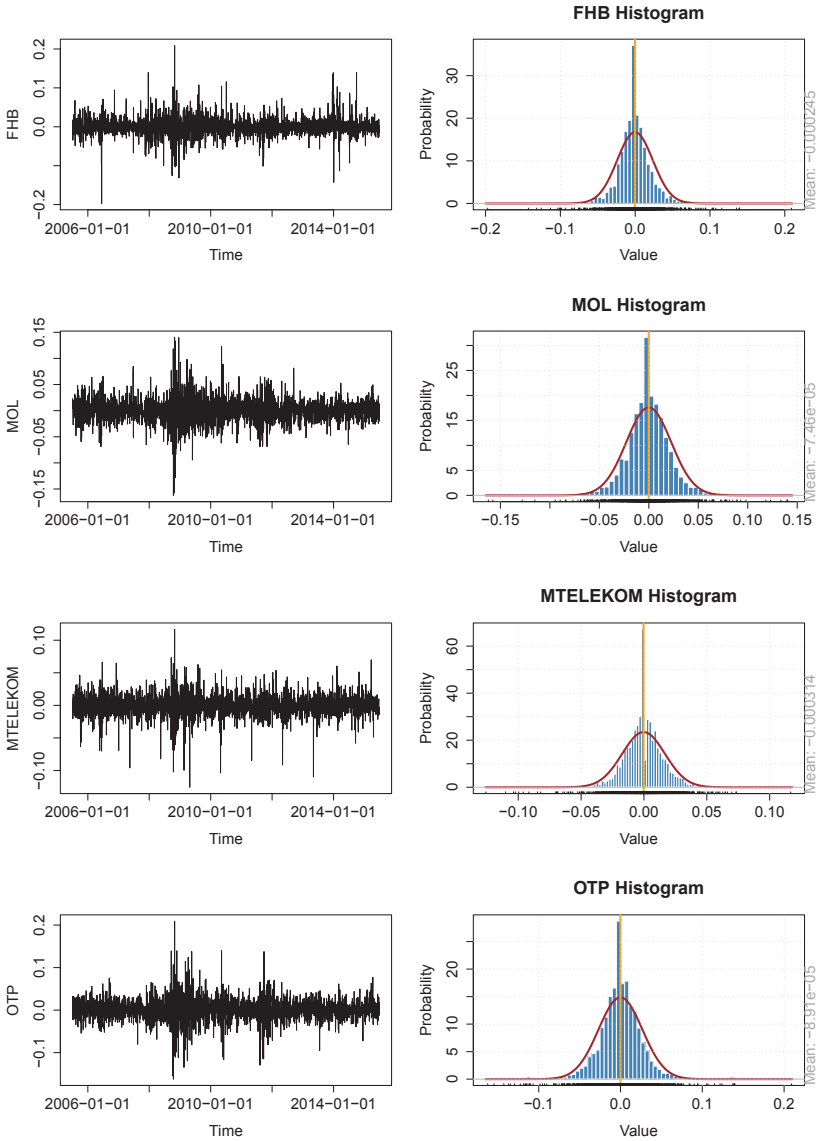 FHB Histogram
FHB
−0.2 0.0 0.1 0.2
2006−01−01 2010−01−01 2014−01−01
Time
Probability
0 10 20 30
−0.2 −0.1 0.0 0.1 0.2
Value
Mean: −0.000245
MOL Histogram
MOL
−0.15 −0.05 0.05 0.15
2006−01−01 2010−01−01 2014−01−01
Time
Probability
0 5 15 25
−0.15 −0.05 0.00 0.05 0.10 0.15
Value
Mean: −7.46e−05
MTELEKOM Histogram
MTELEKOM
−0.10 0.00 0.10
2006−01−01 2010−01−01 2014−01−01
Time
Probability
0 20 40 60
−0.10 −0.05 0.00 0.05 0.10
Value
Mean: −0.000314
OTP Histogram
OTP
−0.1 0.0 0.1 0.2
2006−01−01 2010−01−01 2014−01−01
Time
Probability
0 5 10 20
−0.1 0.0 0.1 0.2
Value
Mean: −8.91e−05